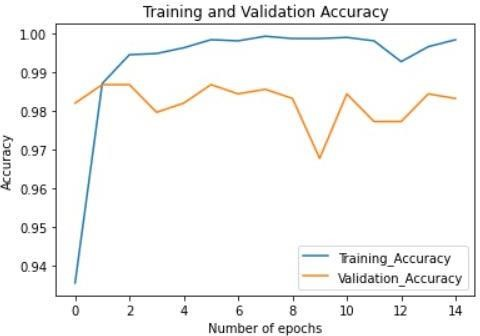 Training and Validation Accuracy
1.00
0.99
0.98
0.97
0.96
0.95
0.94
Accuracy
Training_Accuracy
Validation_Accuracy
0 2 4 6 8 10 12 14
Number of epochs